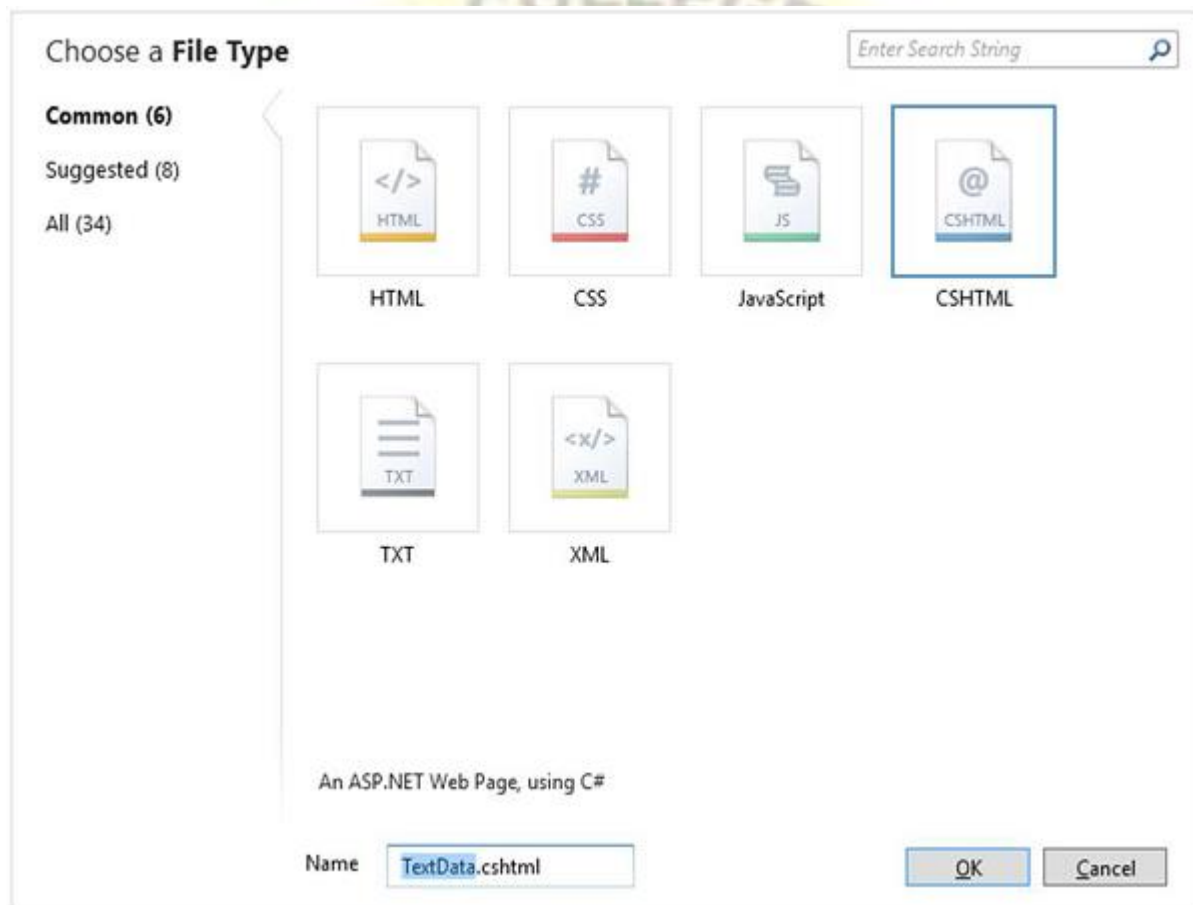 Choose a File Type
Enter Search String
Common (6)
Suggested (8)
All (34)
</>
HTML
HTML
#
CSS
CSS
JS
JavaScript
@
CSHTML
CSHTML
TXT
TXT
<x/>
XML
XML
An ASP.NET Web Page, using C#
Name
TextData.cshtml
OK
Cancel